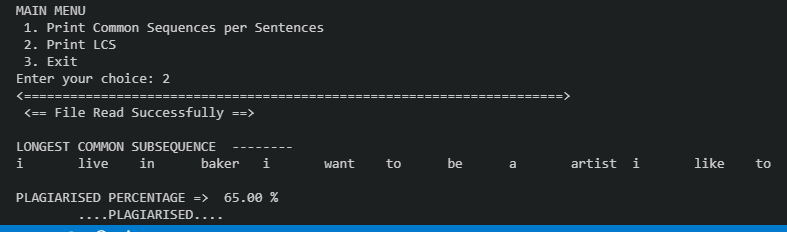 MAIN MENU
1. Print Common Sequences per Sentences
2. Print LCS
3. Exit
Enter your choice: 2
<======================================================================>
<== File Read Successfully ==>
LONGEST COMMON SUBSEQUENCE --------
i live in baker i want to be a artist i like to
PLAGIARISED PERCENTAGE => 65.00 %
....PLAGIARISED....